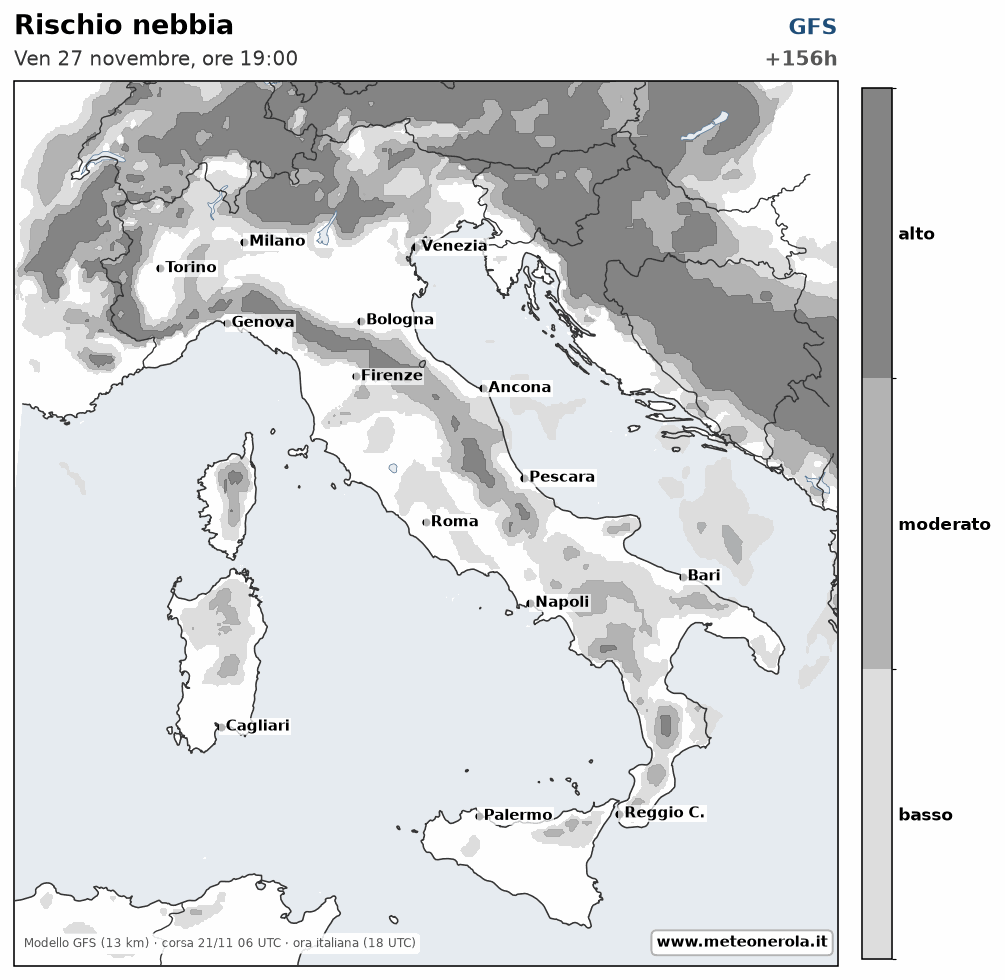 Rischio nebbia
GFS
Ven 27 novembre, ore 19:00
+156h
alto
Milano
Venezia
Torino
Bologna
Genova
Firenze
Ancona
Pescara
Roma
moderato
Bari
Napoli
Cagliari
Palermo
Reggio C.
basso
Modello GFS (13 km) · corsa 21/11 06 UTC · ora italiana (18 UTC)
www.meteonerola.it